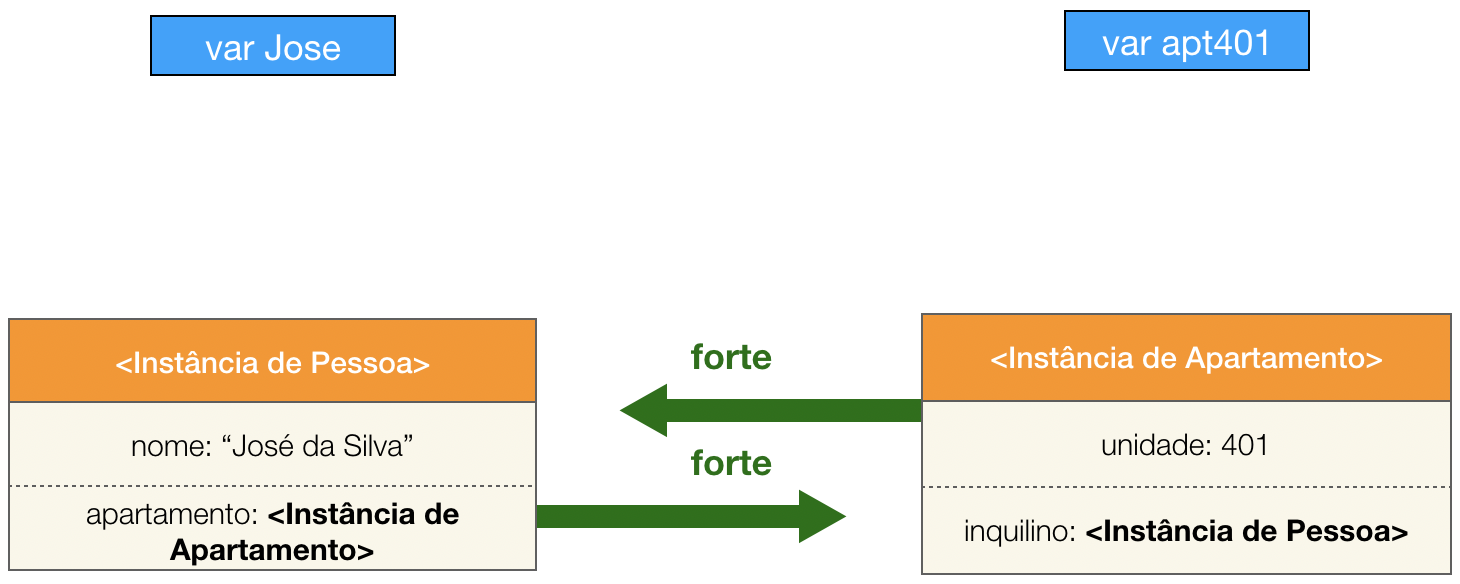 var Jose
var apt401
<Instância de Pessoa>
nome: “José da Silva”
apartamento: <Instância de
Apartamento>
forte
forte
<Instância de Apartamento>
unidade: 401
inquilino: <Instância de Pessoa>